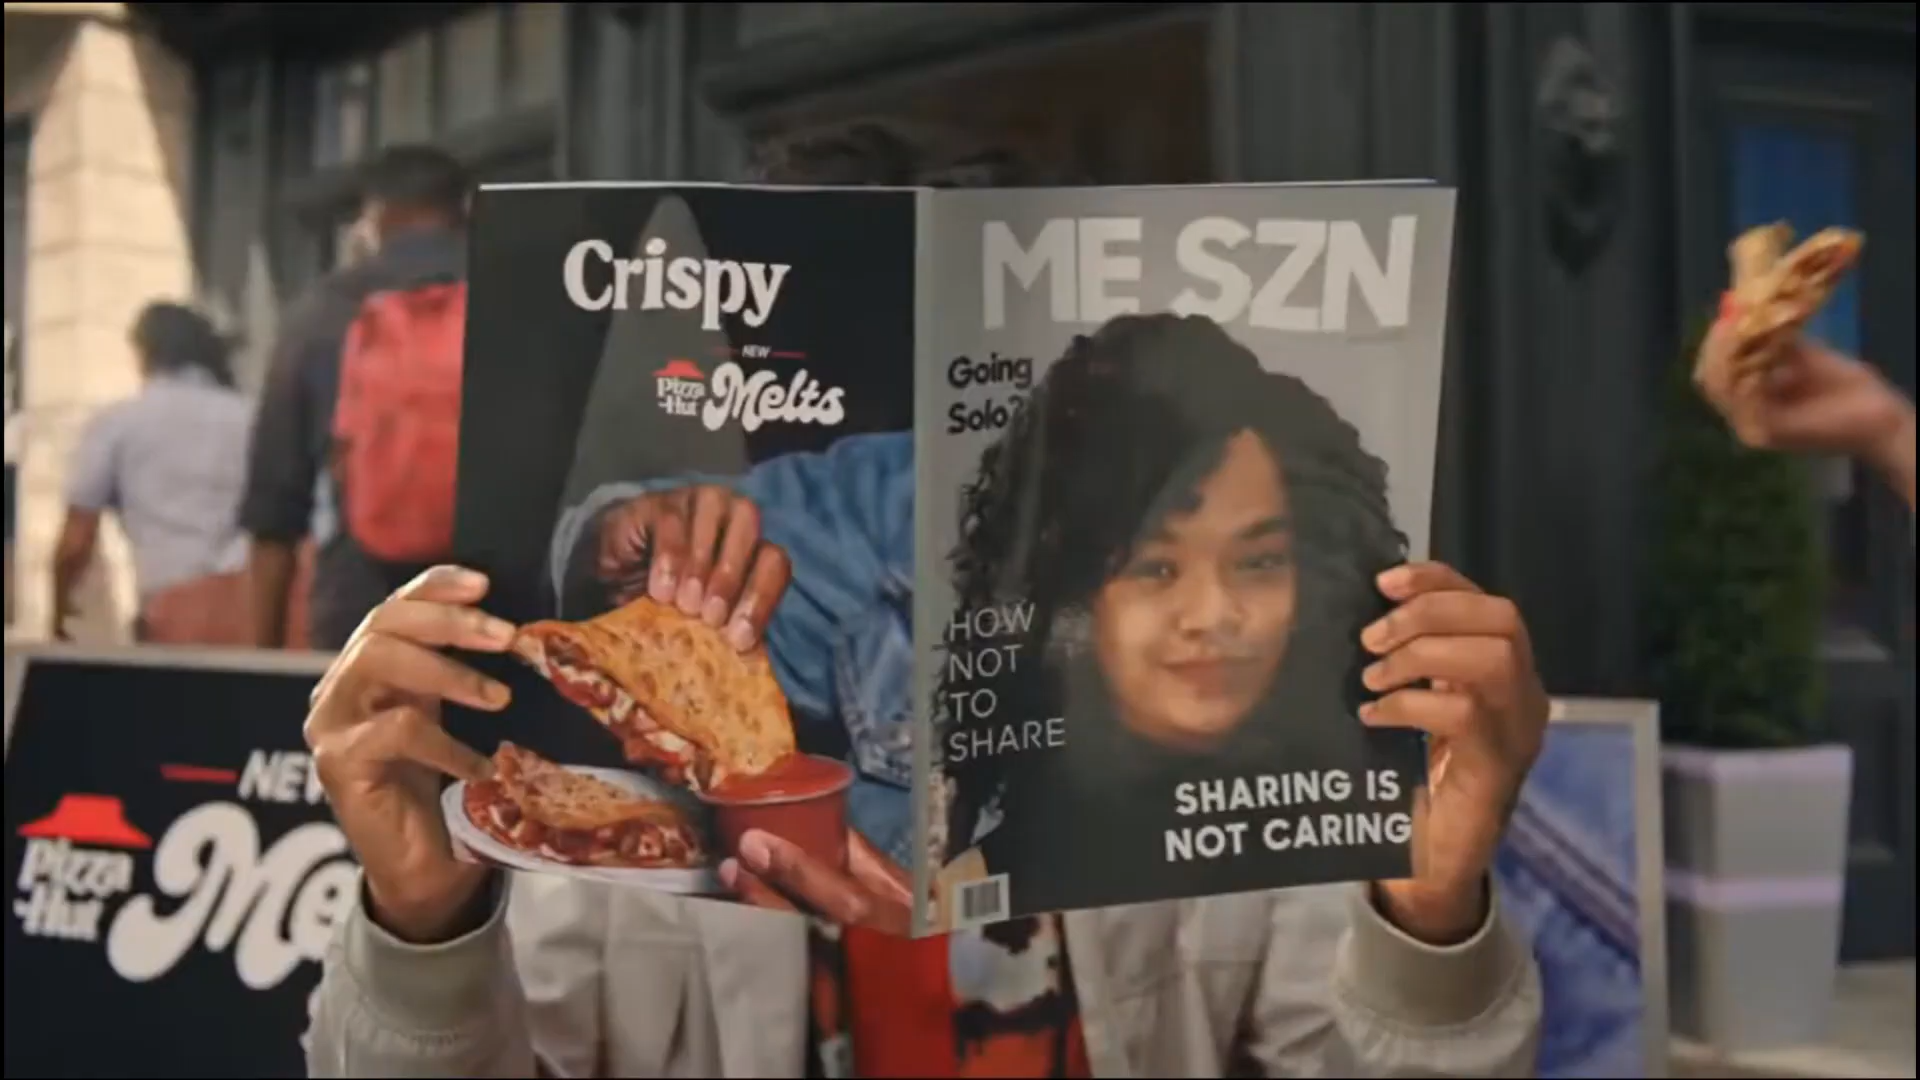 Crispy
NEW
Pizza
Hut
Melts
ME SZN
Going
Solo?
HOW
NOT
TO
SHARE
SHARING IS
NOT CARING
NEW
Pizza
Hut
Me